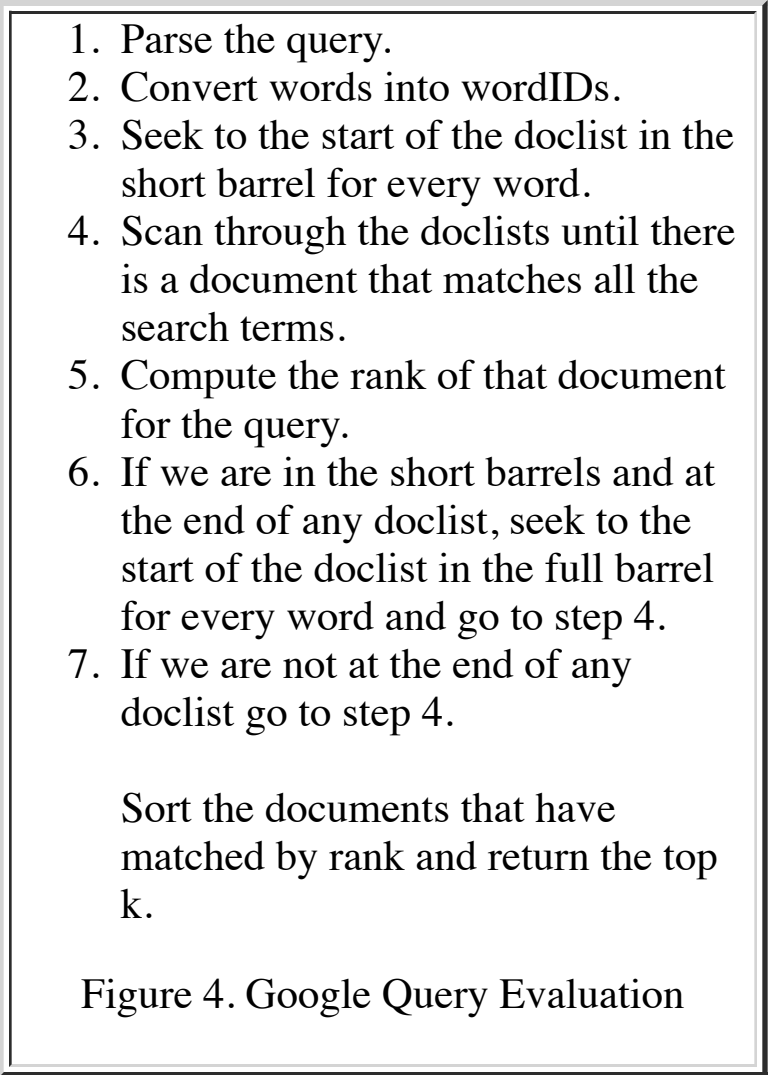 1. Parse the query.
2. Convert words into wordIDs.
3. Seek to the start of the doclist in the
short barrel for every word.
4. Scan through the doclists until there
is a document that matches all the
search terms.
5. Compute the rank of that document
for the query.
6. If we are in the short barrels and at
the end of any doclist, seek to the
start of the doclist in the full barrel
for every word and go to step 4.
7. If we are not at the end of any
doclist go to step 4.
Sort the documents that have
matched by rank and return the top
k.
Figure 4. Google Query Evaluation